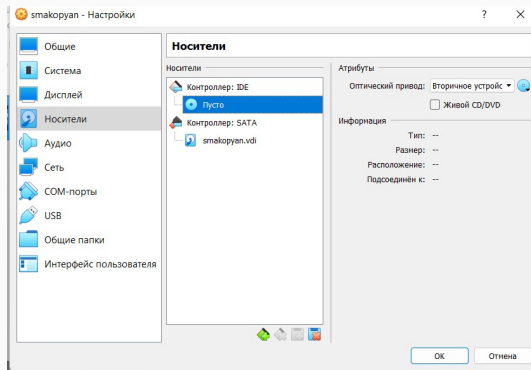 smakopyan - Настройки
?
Общие
Система
Дисплей
Носители
Аудио
Сеть
COM-порты
USB
Общие папки
Интерфейс пользователя
Носители
Носители
Контроллер: IDE
Пусто
Контроллер: SATA
smakopyan.vdi
Атрибуты
Оптический привод: Вторичное устройс
Живой CD/DVD
Информация
Тип: --
Размер: --
Расположение: --
Подсоединён к: --
ОК
Отмена